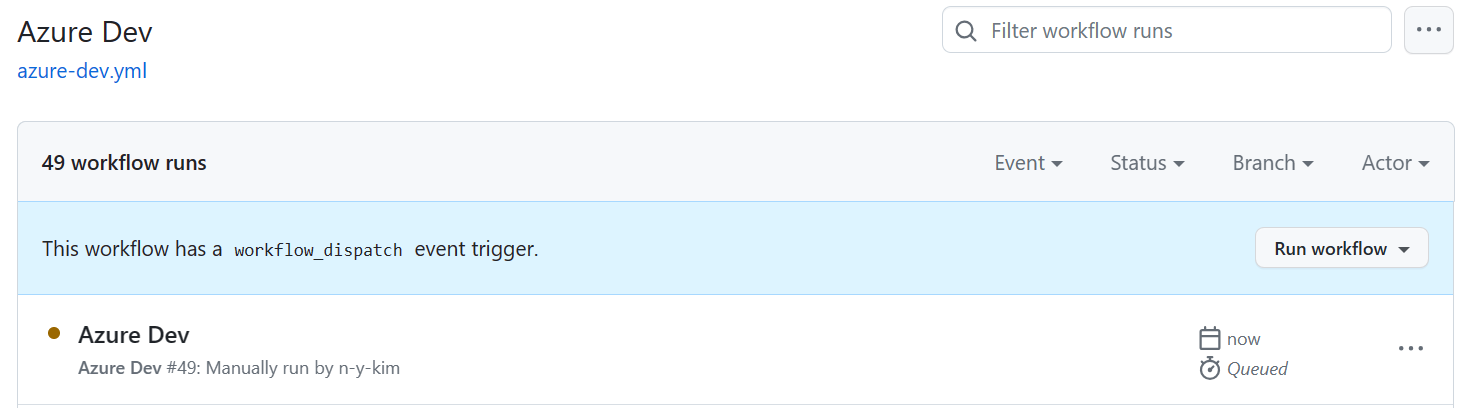 Azure Dev
Filter workflow runs
azure-dev.yml
49 workflow runs
Event
Status
Branch
Actor
This workflow has a workflow_dispatch event trigger.
Run workflow
Azure Dev
now
Azure Dev #49: Manually run by n-y-kim
Queued